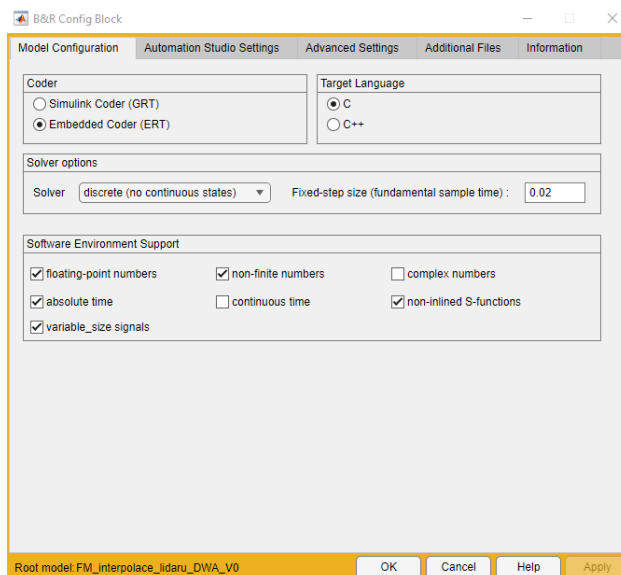 B&R Config Block
Model Configuration Automation Studio Settings Advanced Settings Additional Files Information
Coder
Simulink Coder (GRT)
Embedded Coder (ERT)
Target Language
C
C++
Solver options
Solver discrete (no continuous states) Fixed-step size (fundamental sample time) : 0.02
Software Environment Support
floating-point numbers non-finite numbers complex numbers
absolute time continuous time non-inlined S-functions
variable_size signals
Root model:FM_interpolace_lidaru_DWA_V0 OK Cancel Help Apply